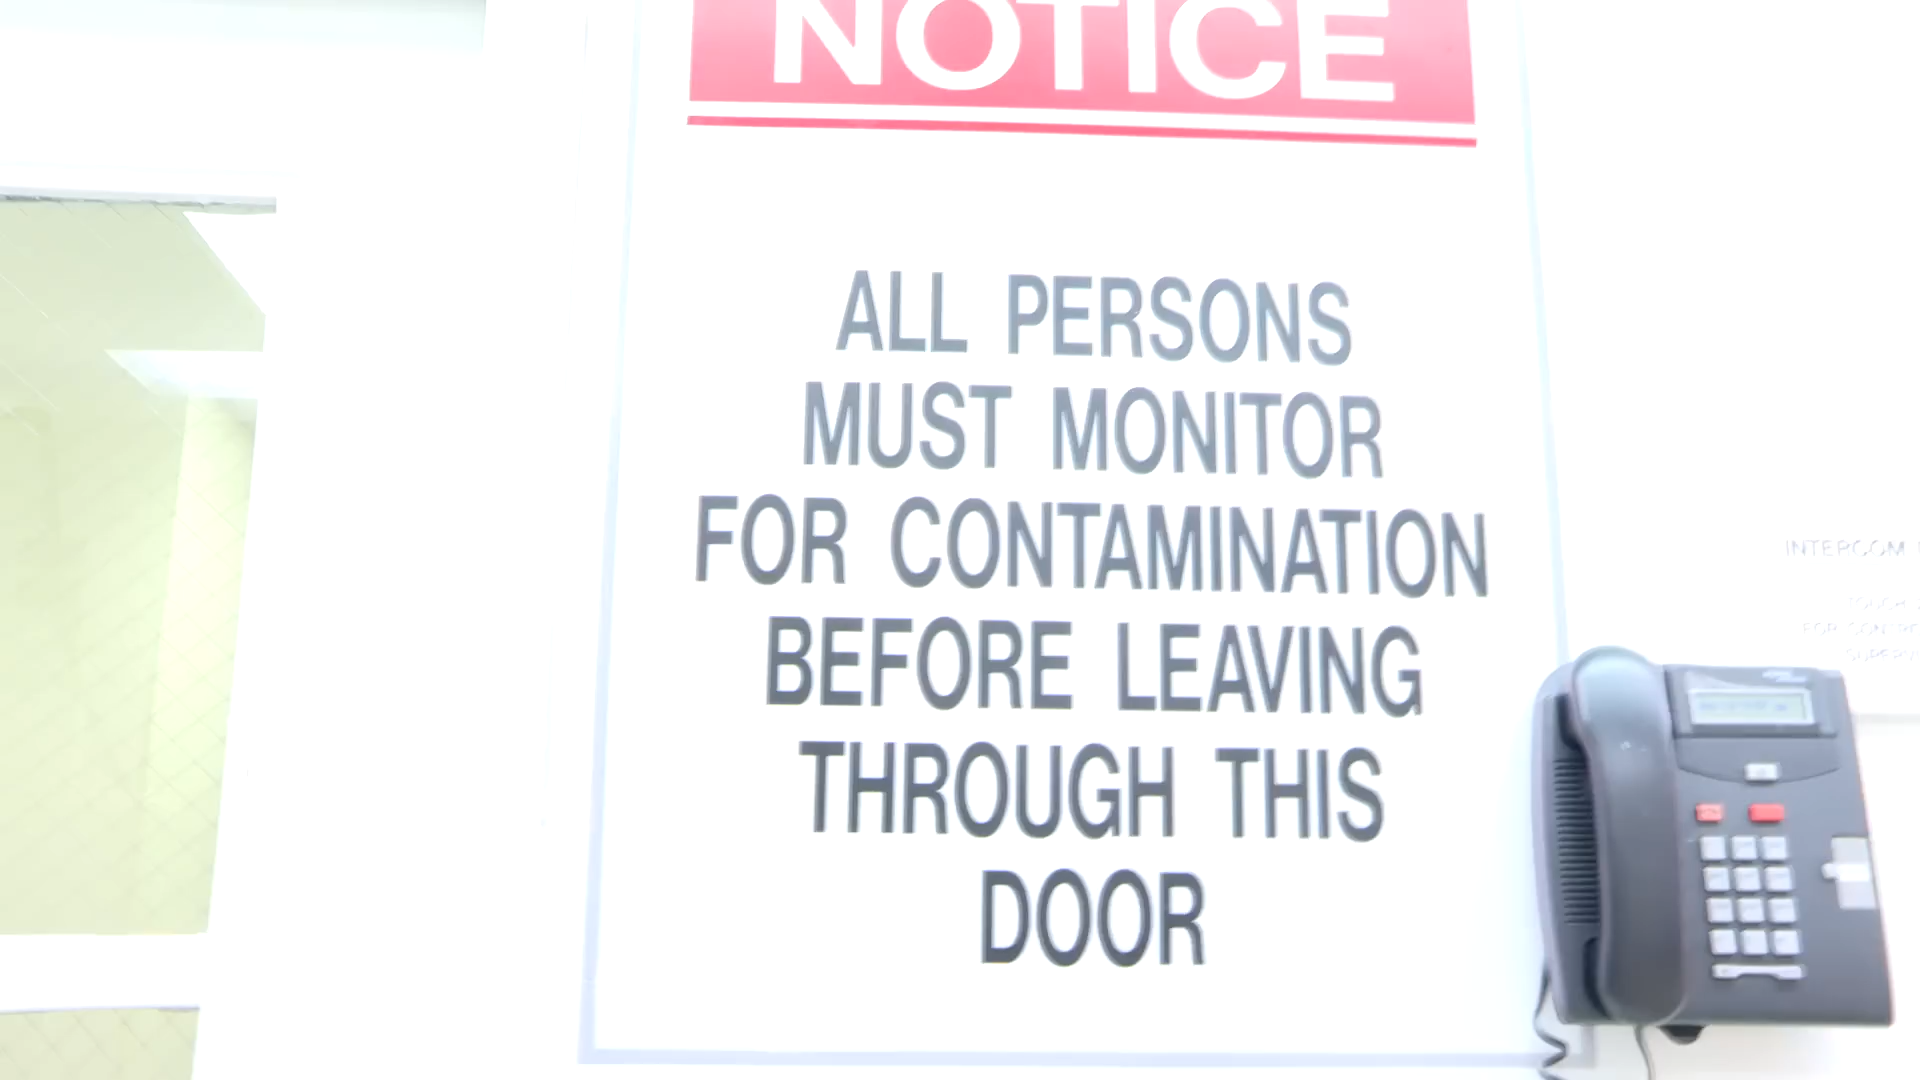 NOTICE
ALL PERSONS
MUST MONITOR
FOR CONTAMINATION
BEFORE LEAVING
THROUGH THIS
DOOR
INTERCOM